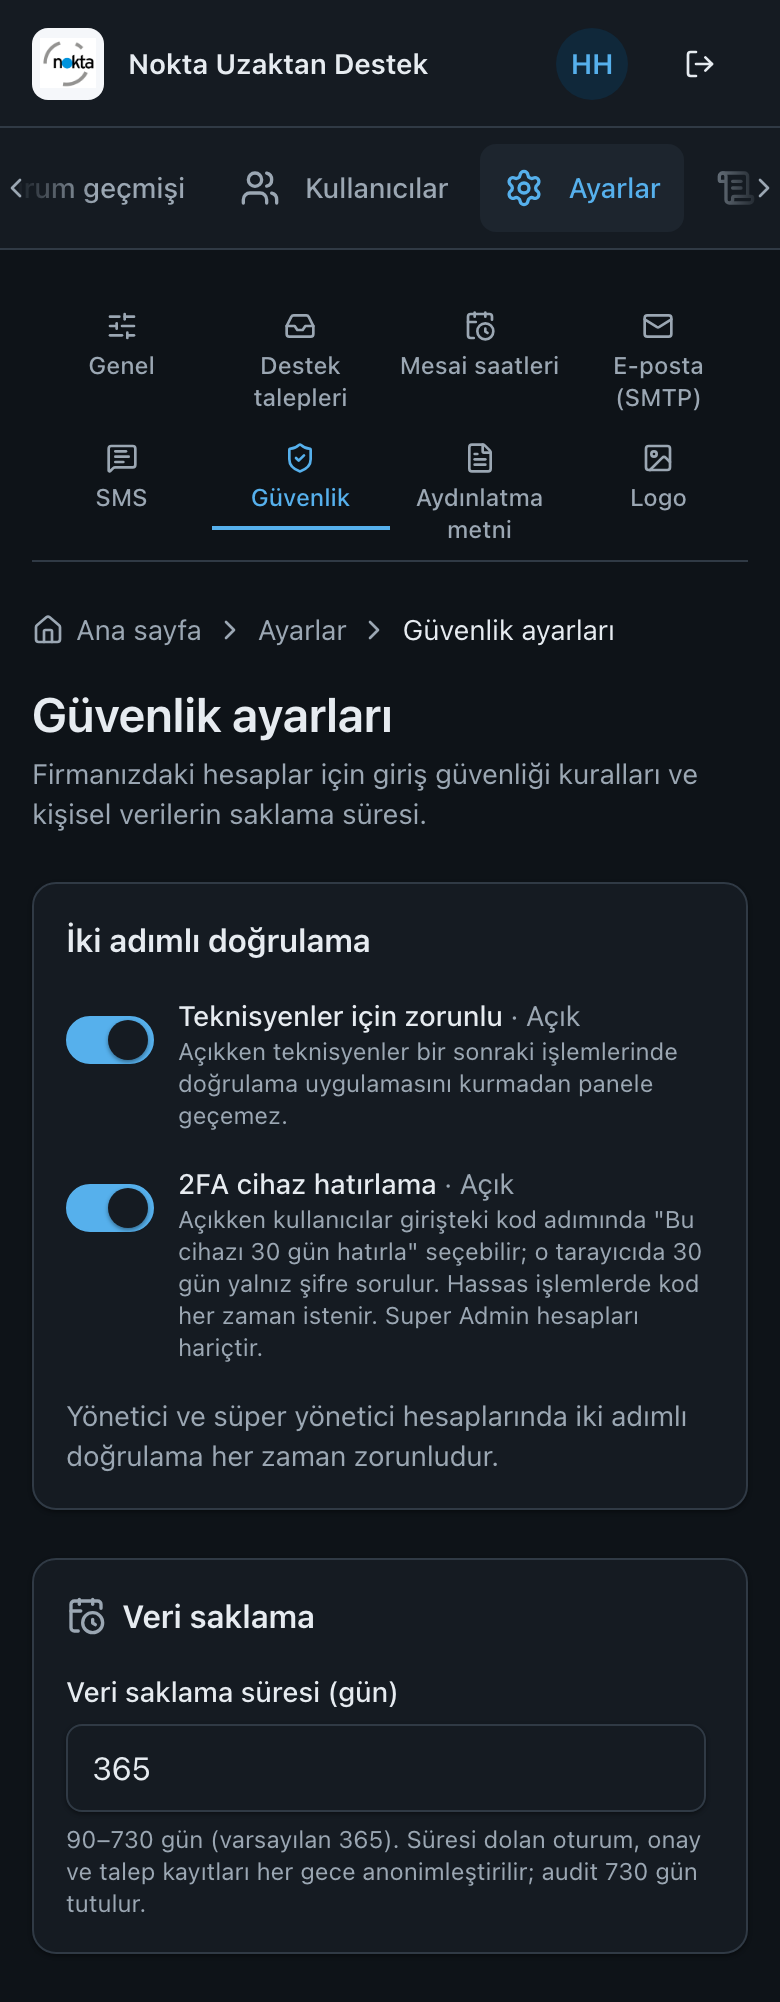 nokta
Nokta Uzaktan Destek
HH
rum geçmişi
Kullanıcılar
Ayarlar
Genel
Destek
talepleri
Mesai saatleri
E-posta
(SMTP)
SMS
Güvenlik
Aydınlatma
metni
Logo
Ana sayfa > Ayarlar > Güvenlik ayarları
Güvenlik ayarları
Firmanızdaki hesaplar için giriş güvenliği kuralları ve
kişisel verilerin saklama süresi.
İki adımlı doğrulama
Teknisyenler için zorunlu · Açık
Açıkken teknisyenler bir sonraki işlemlerinde
doğrulama uygulamasını kurmadan panele
geçemez.
2FA cihaz hatırlama · Açık
Açıkken kullanıcılar girişteki kod adımında "Bu
cihazı 30 gün hatırla" seçebilir; o tarayıcıda 30
gün yalnız şifre sorulur. Hassas işlemlerde kod
her zaman istenir. Super Admin hesapları
hariçtir.
Yönetici ve süper yönetici hesaplarında iki adımlı
doğrulama her zaman zorunludur.
Veri saklama
Veri saklama süresi (gün)
365
90–730 gün (varsayılan 365). Süresi dolan oturum, onay
ve talep kayıtları her gece anonimleştirilir; audit 730 gün
tutulur.